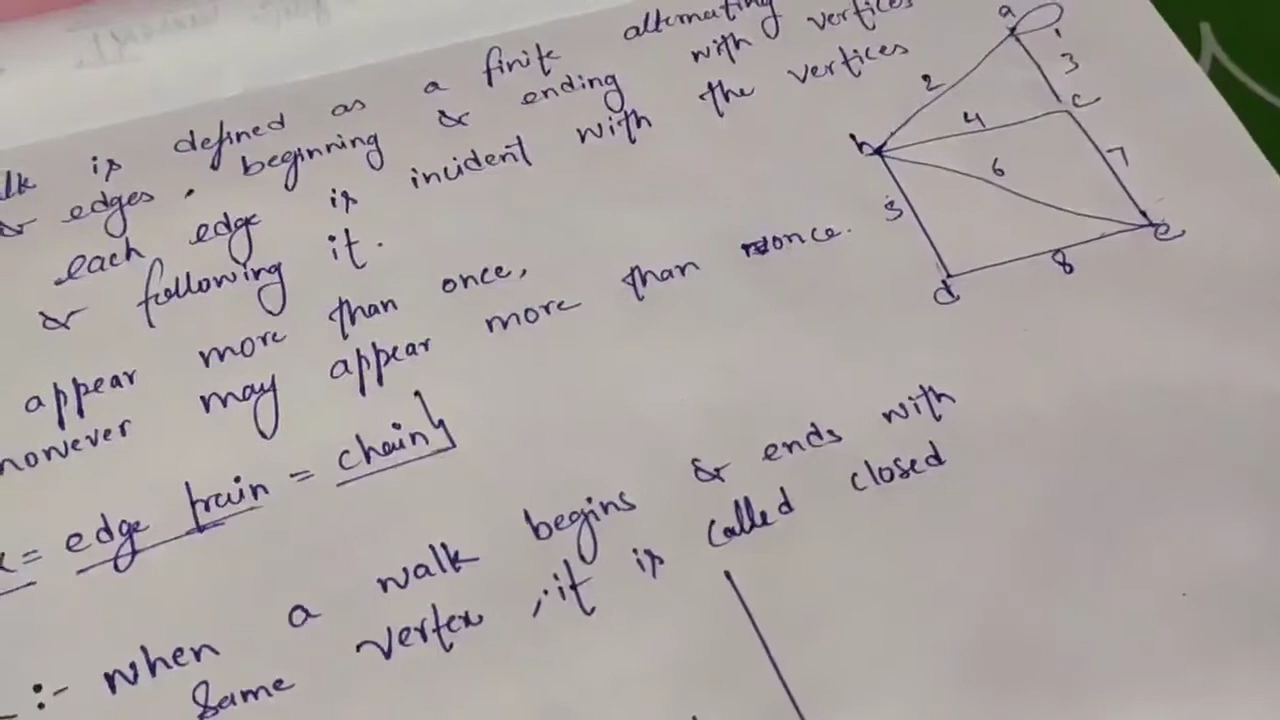 is defined as a finite alternating
& edges. beginning & ending with vertices
each edge is incident with the vertices
& following it.
appear more than once,
however may appear more than once.
= edge train = chain
:- when a walk begins & ends with
same vertex, it is called closed
a
1
2
3
c
4
b
6
7
5
e
8
d